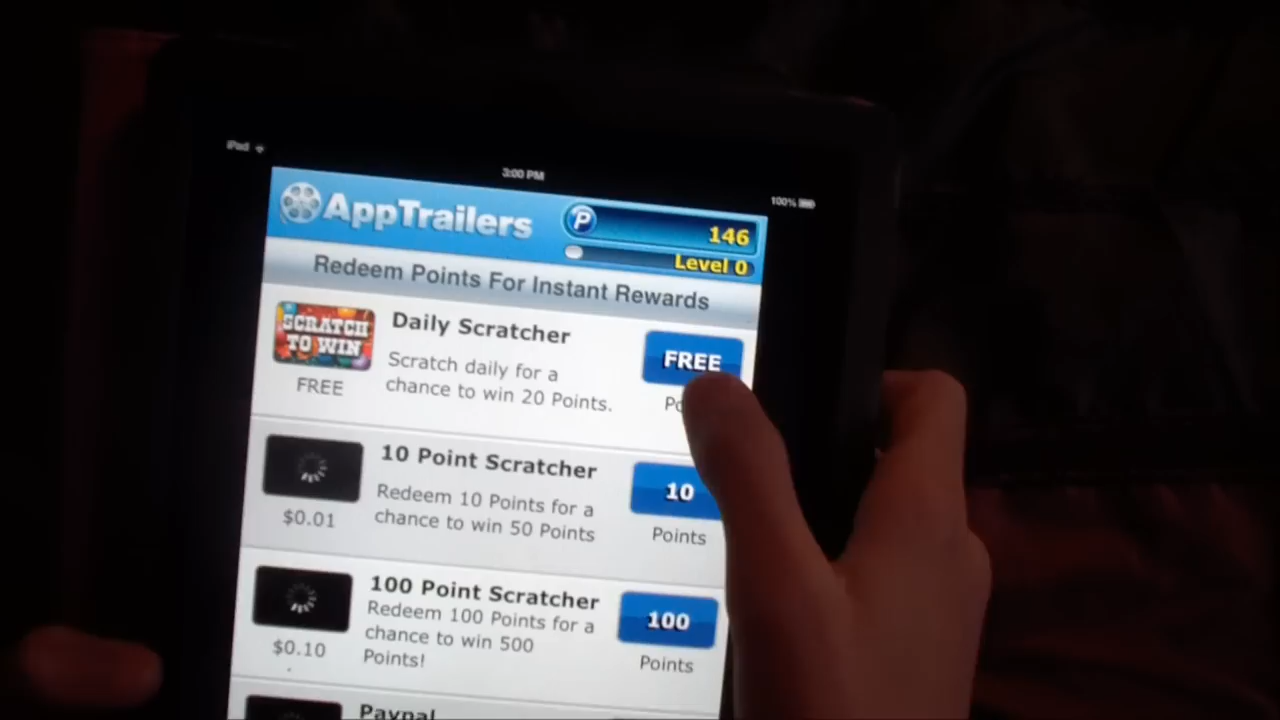 iPad
3:00 PM
100%
AppTrailers
P
146
Level 0
Redeem Points For Instant Rewards
SCRATCH
TO WIN
FREE
Daily Scratcher
Scratch daily for a
chance to win 20 Points.
FREE
$0.01
10 Point Scratcher
Redeem 10 Points for a
chance to win 50 Points
10
Points
$0.10
100 Point Scratcher
Redeem 100 Points for a
chance to win 500
Points!
100
Points
Paypal